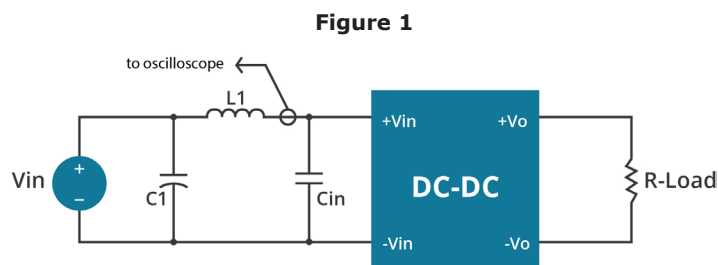 Figure 1
to oscilloscope
L1
+Vin
+Vo
Vin
+
−
C1
Cin
DC-DC
R-Load
-Vin
-Vo